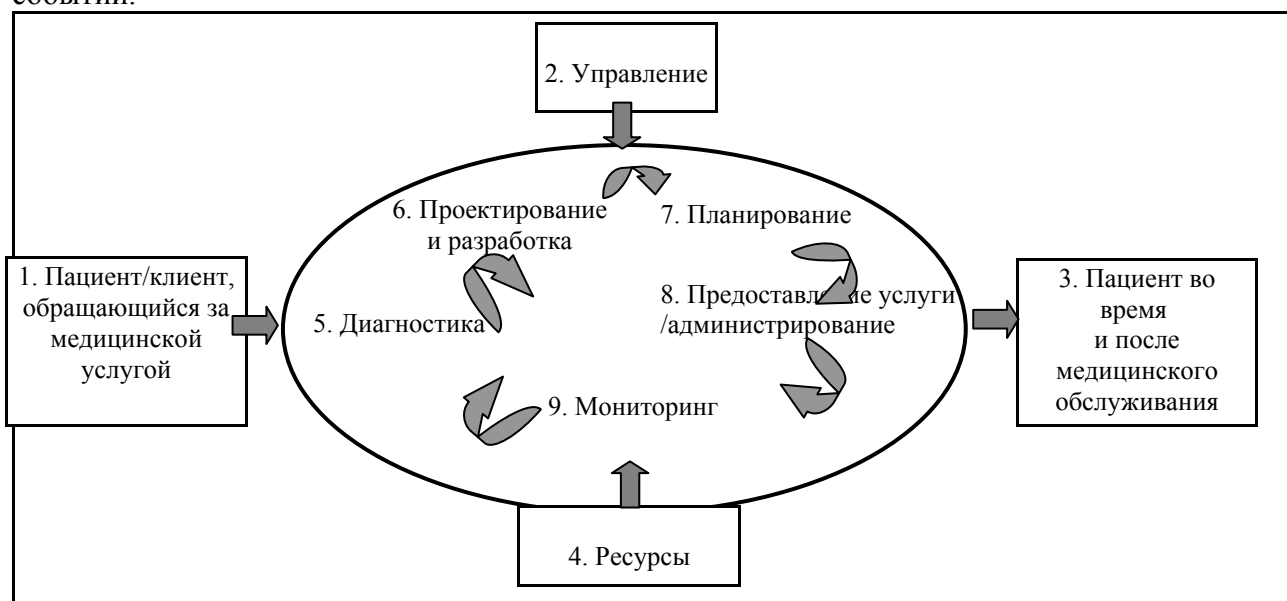 2. Управление
6. Проектирование
и разработка
7. Планирование
1. Пациент/клиент,
обращающийся за
медицинской
услугой
5. Диагностика
8. Предоставление услуги
/администрирование
3. Пациент во
время
и после
медицинского
обслуживания
9. Мониторинг
4. Ресурсы